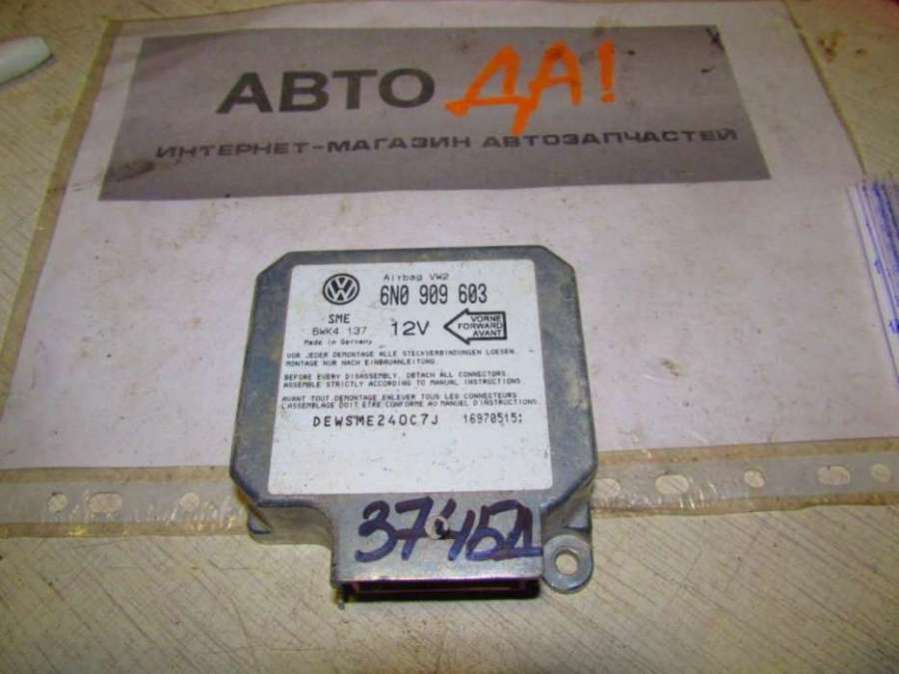 АВТО ДА!
ИНТЕРНЕТ-МАГАЗИН АВТОЗАПЧАСТЕЙ
Airbag VW2
6N0 909 603
SME
5WK4 137
Made in Germany
12V
VORNE
FORWARD
AVANT
VOR JEDER DEMONTAGE ALLE STECKVERBINDUNGEN LOESEN.
MONTAGE NUR NACH EINBAUANLEITUNG.
BEFORE EVERY DISASSEMBLY, DETACH ALL CONNECTORS.
ASSEMBLE STRICTLY ACCORDING TO MANUAL INSTRUCTIONS
AVANT TOUT DEMONTAGE ENLEVER TOUS LES CONNECTEURS
L'ASSEMBLAGE DOIT ETRE CONFORME AU MANUEL D'INSTRUCTIONS.
DEWSME240C7J 16970515;